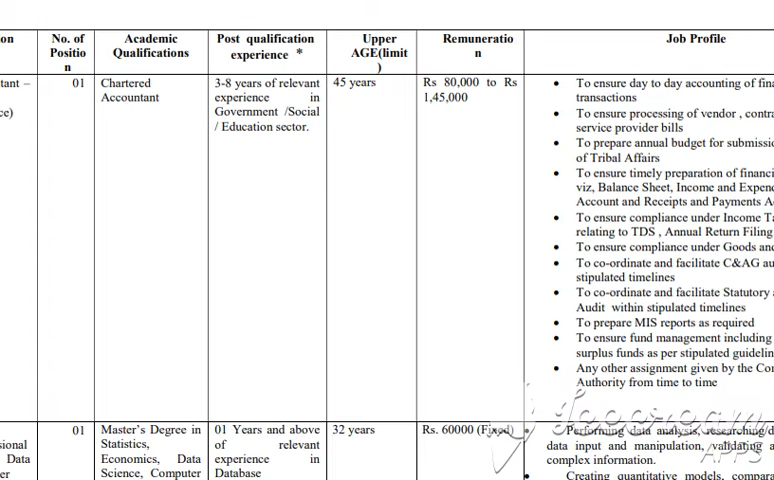 on
No. of Positio n
Academic Qualifications
Post qualification experience *
Upper AGE(limit )
Remuneratio n
Job Profile
tant –
ce)
01
Chartered
Accountant
3-8 years of relevant
experience in
Government /Social
/ Education sector.
45 years
Rs 80,000 to Rs
1,45,000
• To ensure day to day accounting of fina
transactions
• To ensure processing of vendor , contra
service provider bills
• To prepare annual budget for submissio
of Tribal Affairs
• To ensure timely preparation of financi
viz, Balance Sheet, Income and Expend
Account and Receipts and Payments A
• To ensure compliance under Income Ta
relating to TDS , Annual Return Filing
• To ensure compliance under Goods and
• To co-ordinate and facilitate C&AG au
stipulated timelines
• To co-ordinate and facilitate Statutory a
Audit within stipulated timelines
• To prepare MIS reports as required
• To ensure fund management including
surplus funds as per stipulated guidelin
• Any other assignment given by the Com
Authority from time to time
sional
Data
er
01
Master's Degree in
Statistics,
Economics, Data
Science, Computer
01 Years and above
of relevant
experience in
Database
32 years
Rs. 60000 (Fixed)
• Performing data analysis, researching/d
data input and manipulation, validating a
complex information.
• Creating quantitative models, compara
APPS